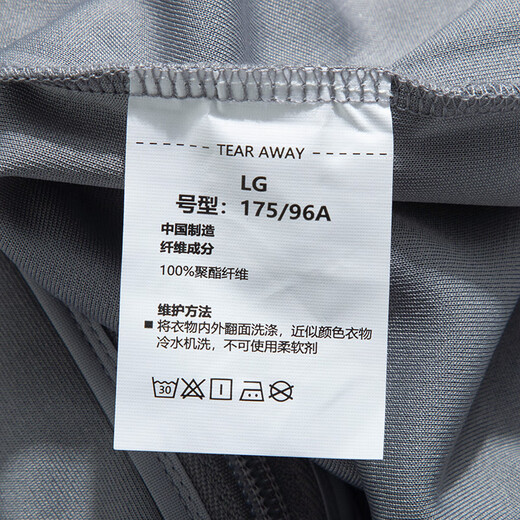 TEAR AWAY
LG
号型：175/96A
中国制造
纤维成分
100%聚酯纤维
维护方法
将衣物内外翻面洗涤，近似颜色衣物
冷水机洗，不可使用柔软剂
30